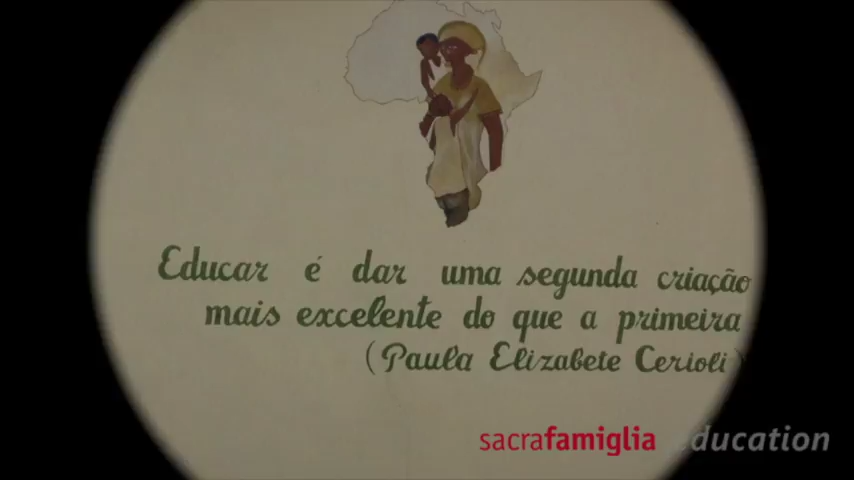 Educar é dar uma segunda criação
mais excelente do que a primeira
(Paula Elizabete Cerioli)
sacrafamiglia education